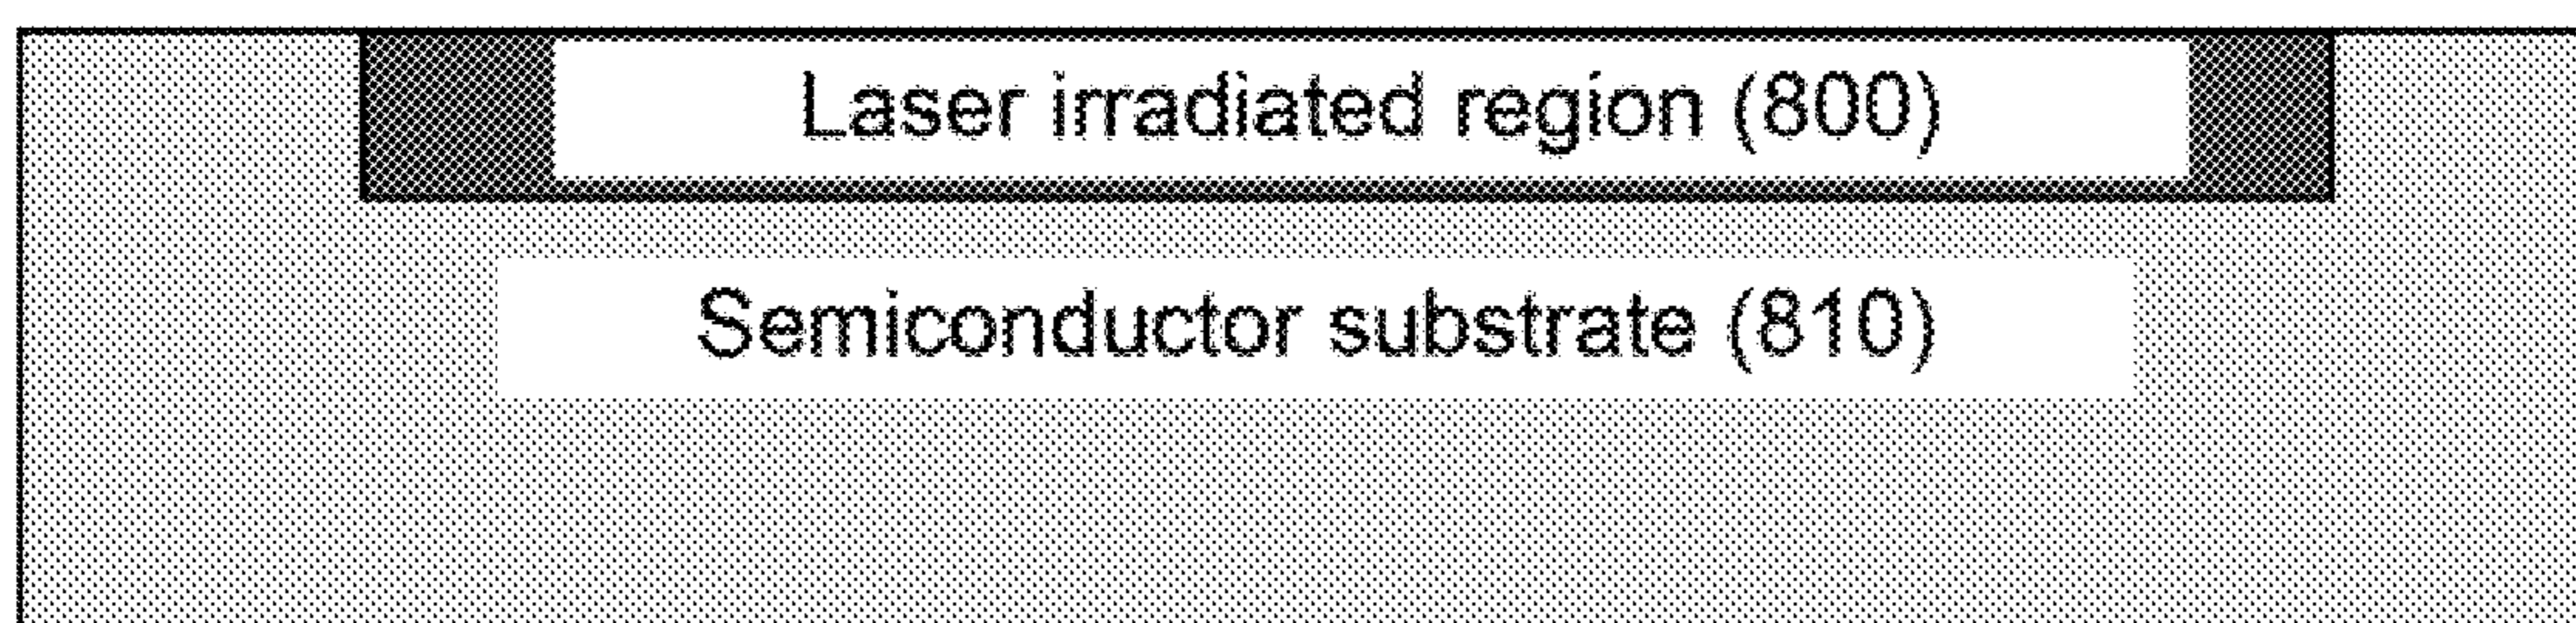 Laser irradiated region (800)
Semiconductor substrate (810)